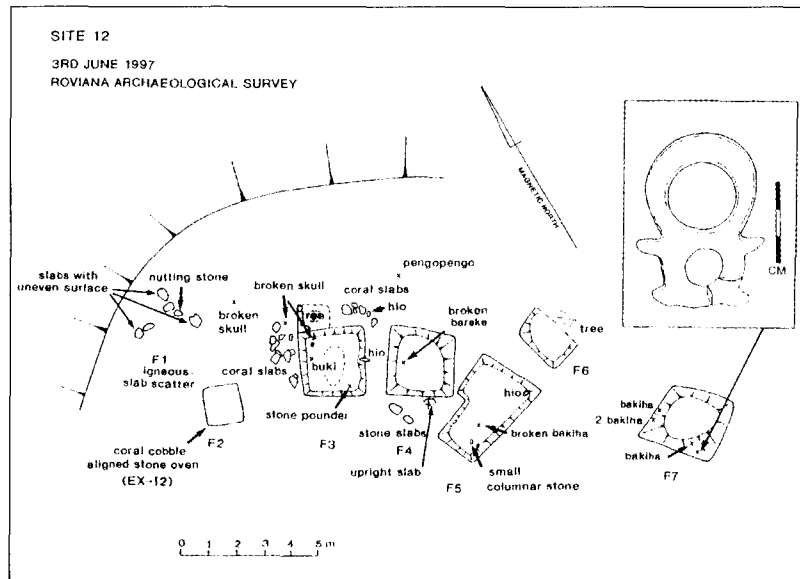 SITE 12
3RD JUNE 1997
ROVIANA ARCHAEOLOGICAL SURVEY
MAGNETIC NORTH
CM
pengopengo
slabs with
uneven surface
nutting stone
broken skull
coral slabs
hio
broken
skull
tree
broken
bareke
tree
F6
F1
igneous
slab scatter
coral slabs
buki
hio
hio
bakiha
2 bakiha
stone pounder
stone slabs
broken bakiha
bakiha
F2
F3
F4
F7
coral cobble
aligned stone oven
(EX-12)
upright slab
F5
small
columnar stone
0 1 2 3 4 5 m